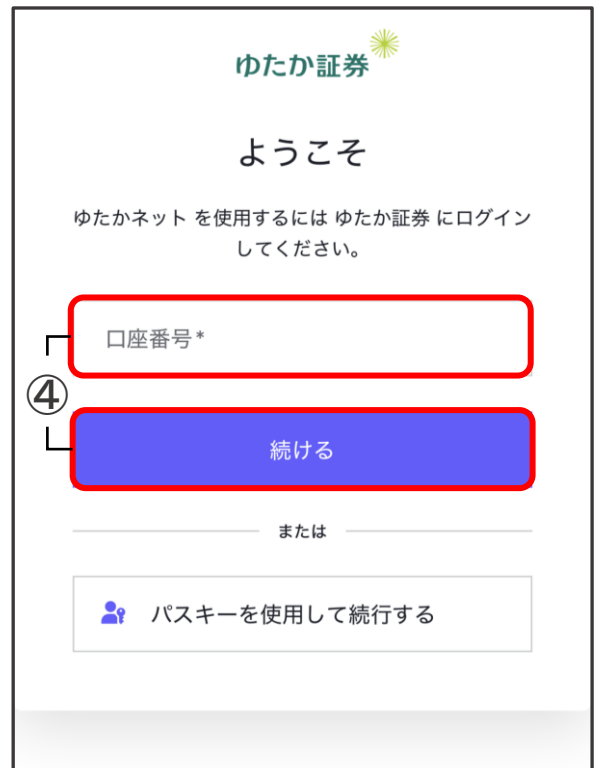 ゆたか証券
ようこそ
ゆたかネット を使用するには ゆたか証券 にログイン
してください。
口座番号*
④
続ける
または
パスキーを使用して続行する